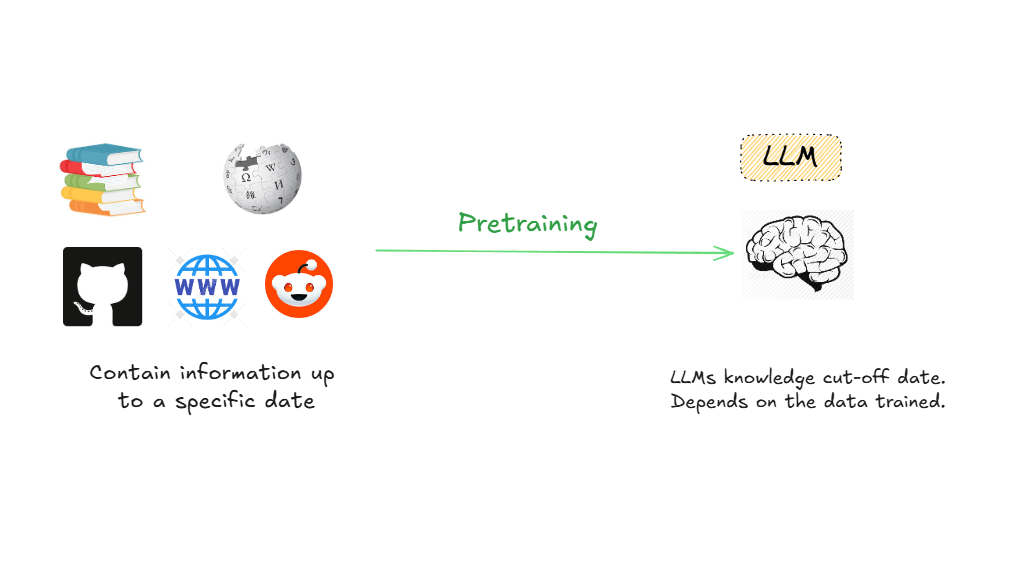 LLM
Pretraining
WWW
Contain information up
to a specific date
LLMs knowledge cut-off date.
Depends on the data trained.